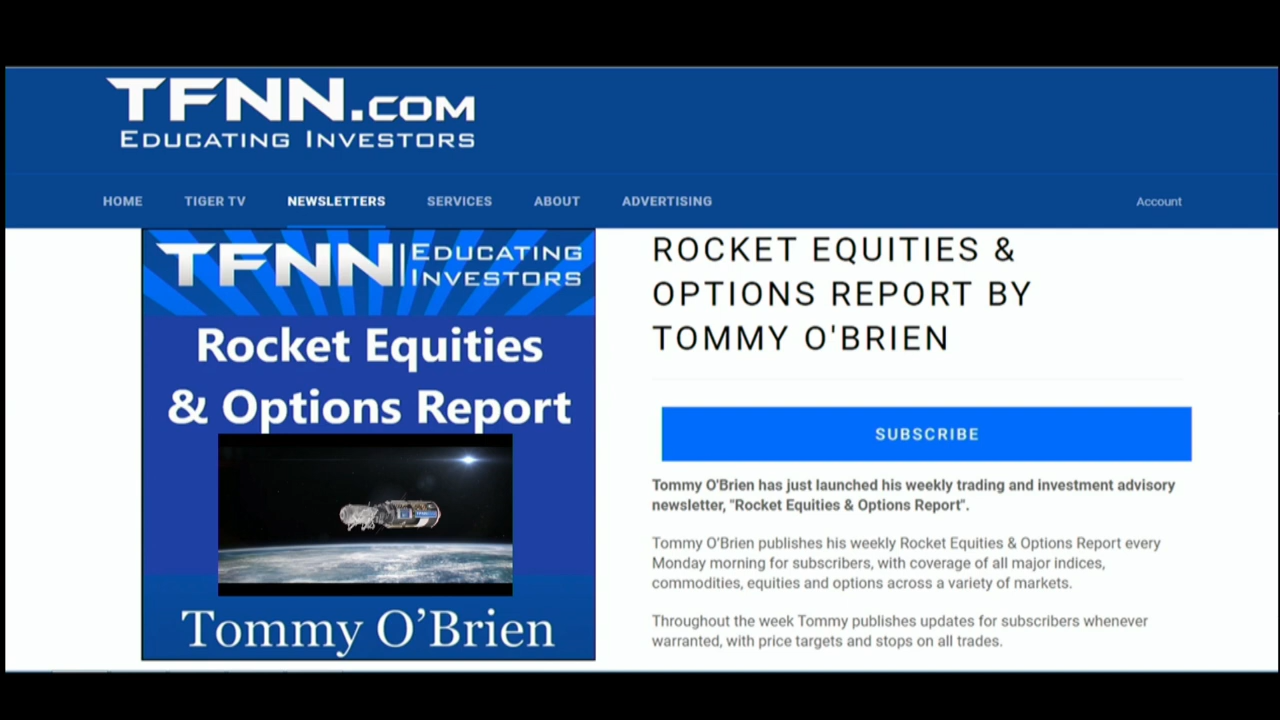 TFNN.COM
EDUCATING INVESTORS
HOME TIGER TV NEWSLETTERS SERVICES ABOUT ADVERTISING Account
TFNN EDUCATING
INVESTORS
Rocket Equities
& Options Report
Tommy O’Brien
ROCKET EQUITIES &
OPTIONS REPORT BY
TOMMY O'BRIEN
SUBSCRIBE
Tommy O'Brien has just launched his weekly trading and investment advisory
newsletter, "Rocket Equities & Options Report".
Tommy O’Brien publishes his weekly Rocket Equities & Options Report every
Monday morning for subscribers, with coverage of all major indices,
commodities, equities and options across a variety of markets.
Throughout the week Tommy publishes updates for subscribers whenever
warranted, with price targets and stops on all trades.